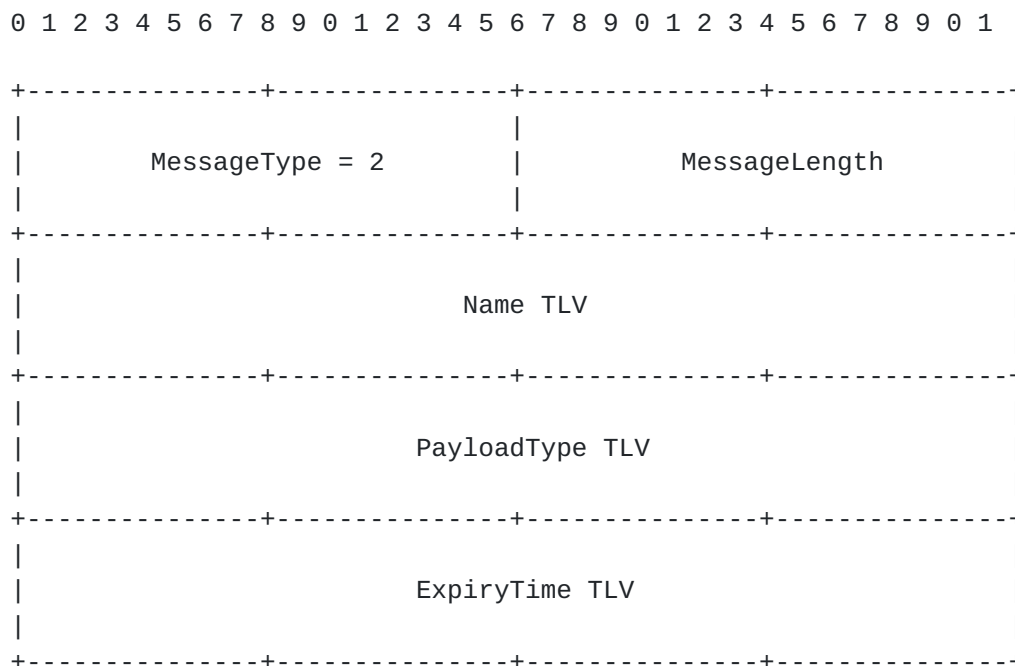 0 1 2 3 4 5 6 7 8 9 0 1 2 3 4 5 6 7 8 9 0 1 2 3 4 5 6 7 8 9 0 1
+---------------+---------------+---------------+---------------+
| | 
| MessageType = 2 | MessageLength
| | 
+---------------+---------------+---------------+---------------+
|
| Name TLV
|
+---------------+---------------+---------------+---------------+
|
| PayloadType TLV
|
+---------------+---------------+---------------+---------------+
|
| ExpiryTime TLV
|
+---------------+---------------+---------------+---------------+